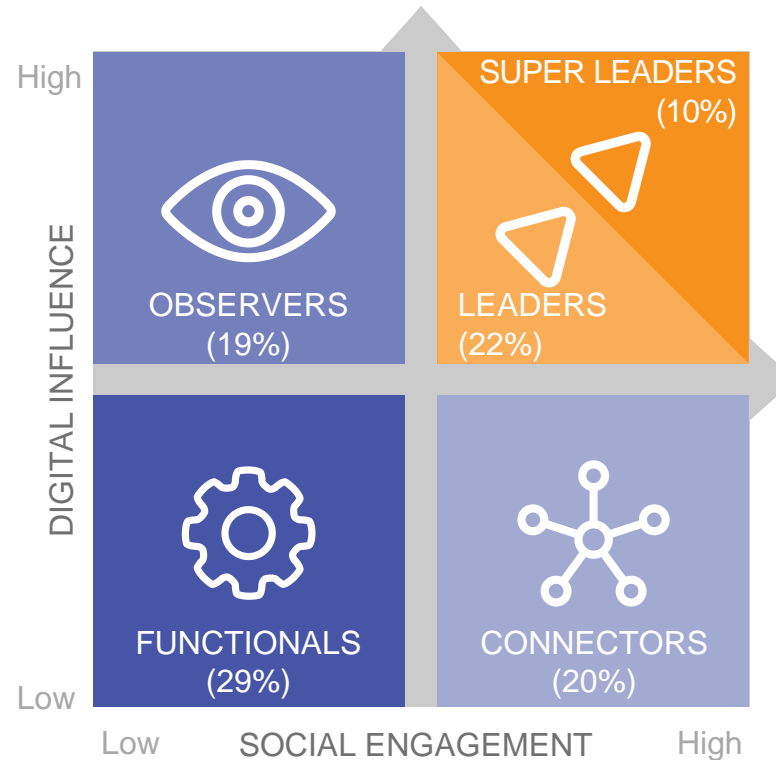 High
SUPER LEADERS
(10%)
OBSERVERS
(19%)
LEADERS
(22%)
DIGITAL INFLUENCE
FUNCTIONALS
(29%)
CONNECTORS
(20%)
Low
Low
SOCIAL ENGAGEMENT
High